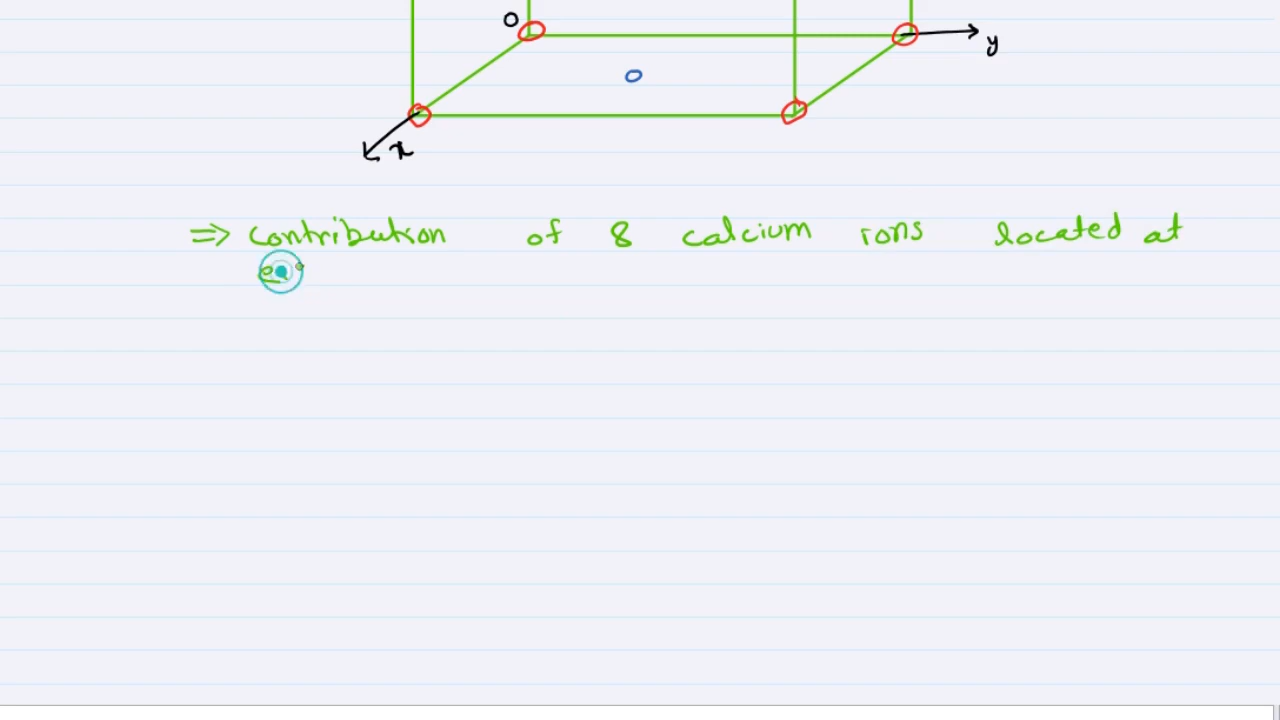 O
y
x
⇒ contribution of 8 calcium ions located at